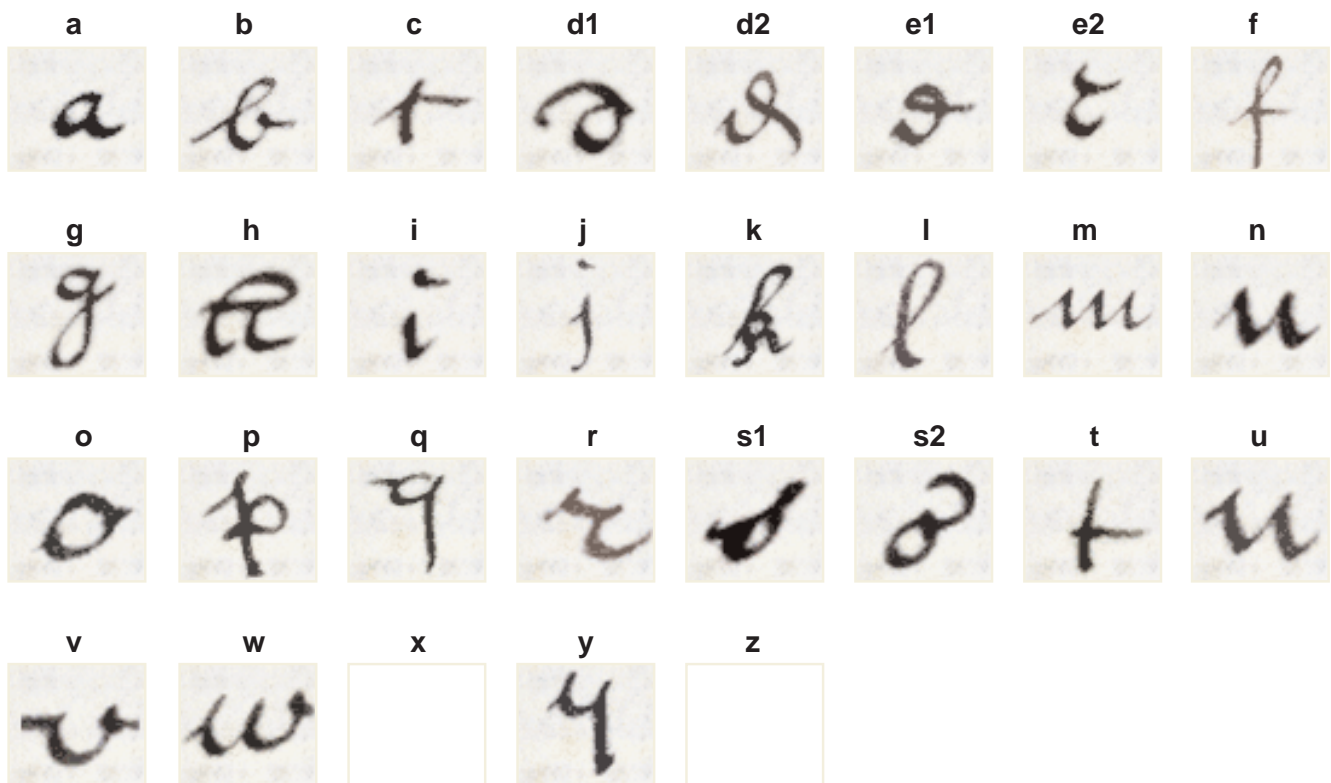 a b c d1 d2 e1 e2 f
a b c d d e e f
g h i j k l m n
g h i j k l m n
o p q r s1 s2 t u
o p q r s s t u
v w x y z
v w y